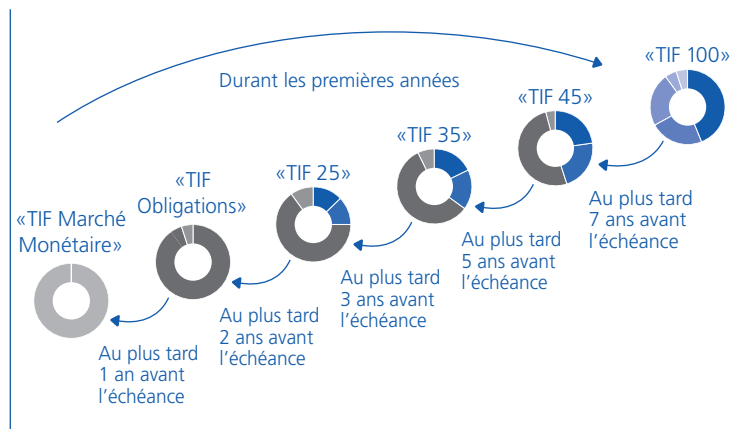 «TIF 100»
Durant les premières années
«TIF 45»
«TIF 35»
«TIF 25»
«TIF
Obligations»
«TIF Marché
Monétaire»
Au plus tard
7 ans avant
l’échéance
Au plus tard
5 ans avant
l’échéance
Au plus tard
3 ans avant
l’échéance
Au plus tard
2 ans avant
l’échéance
Au plus tard
1 an avant
l’échéance